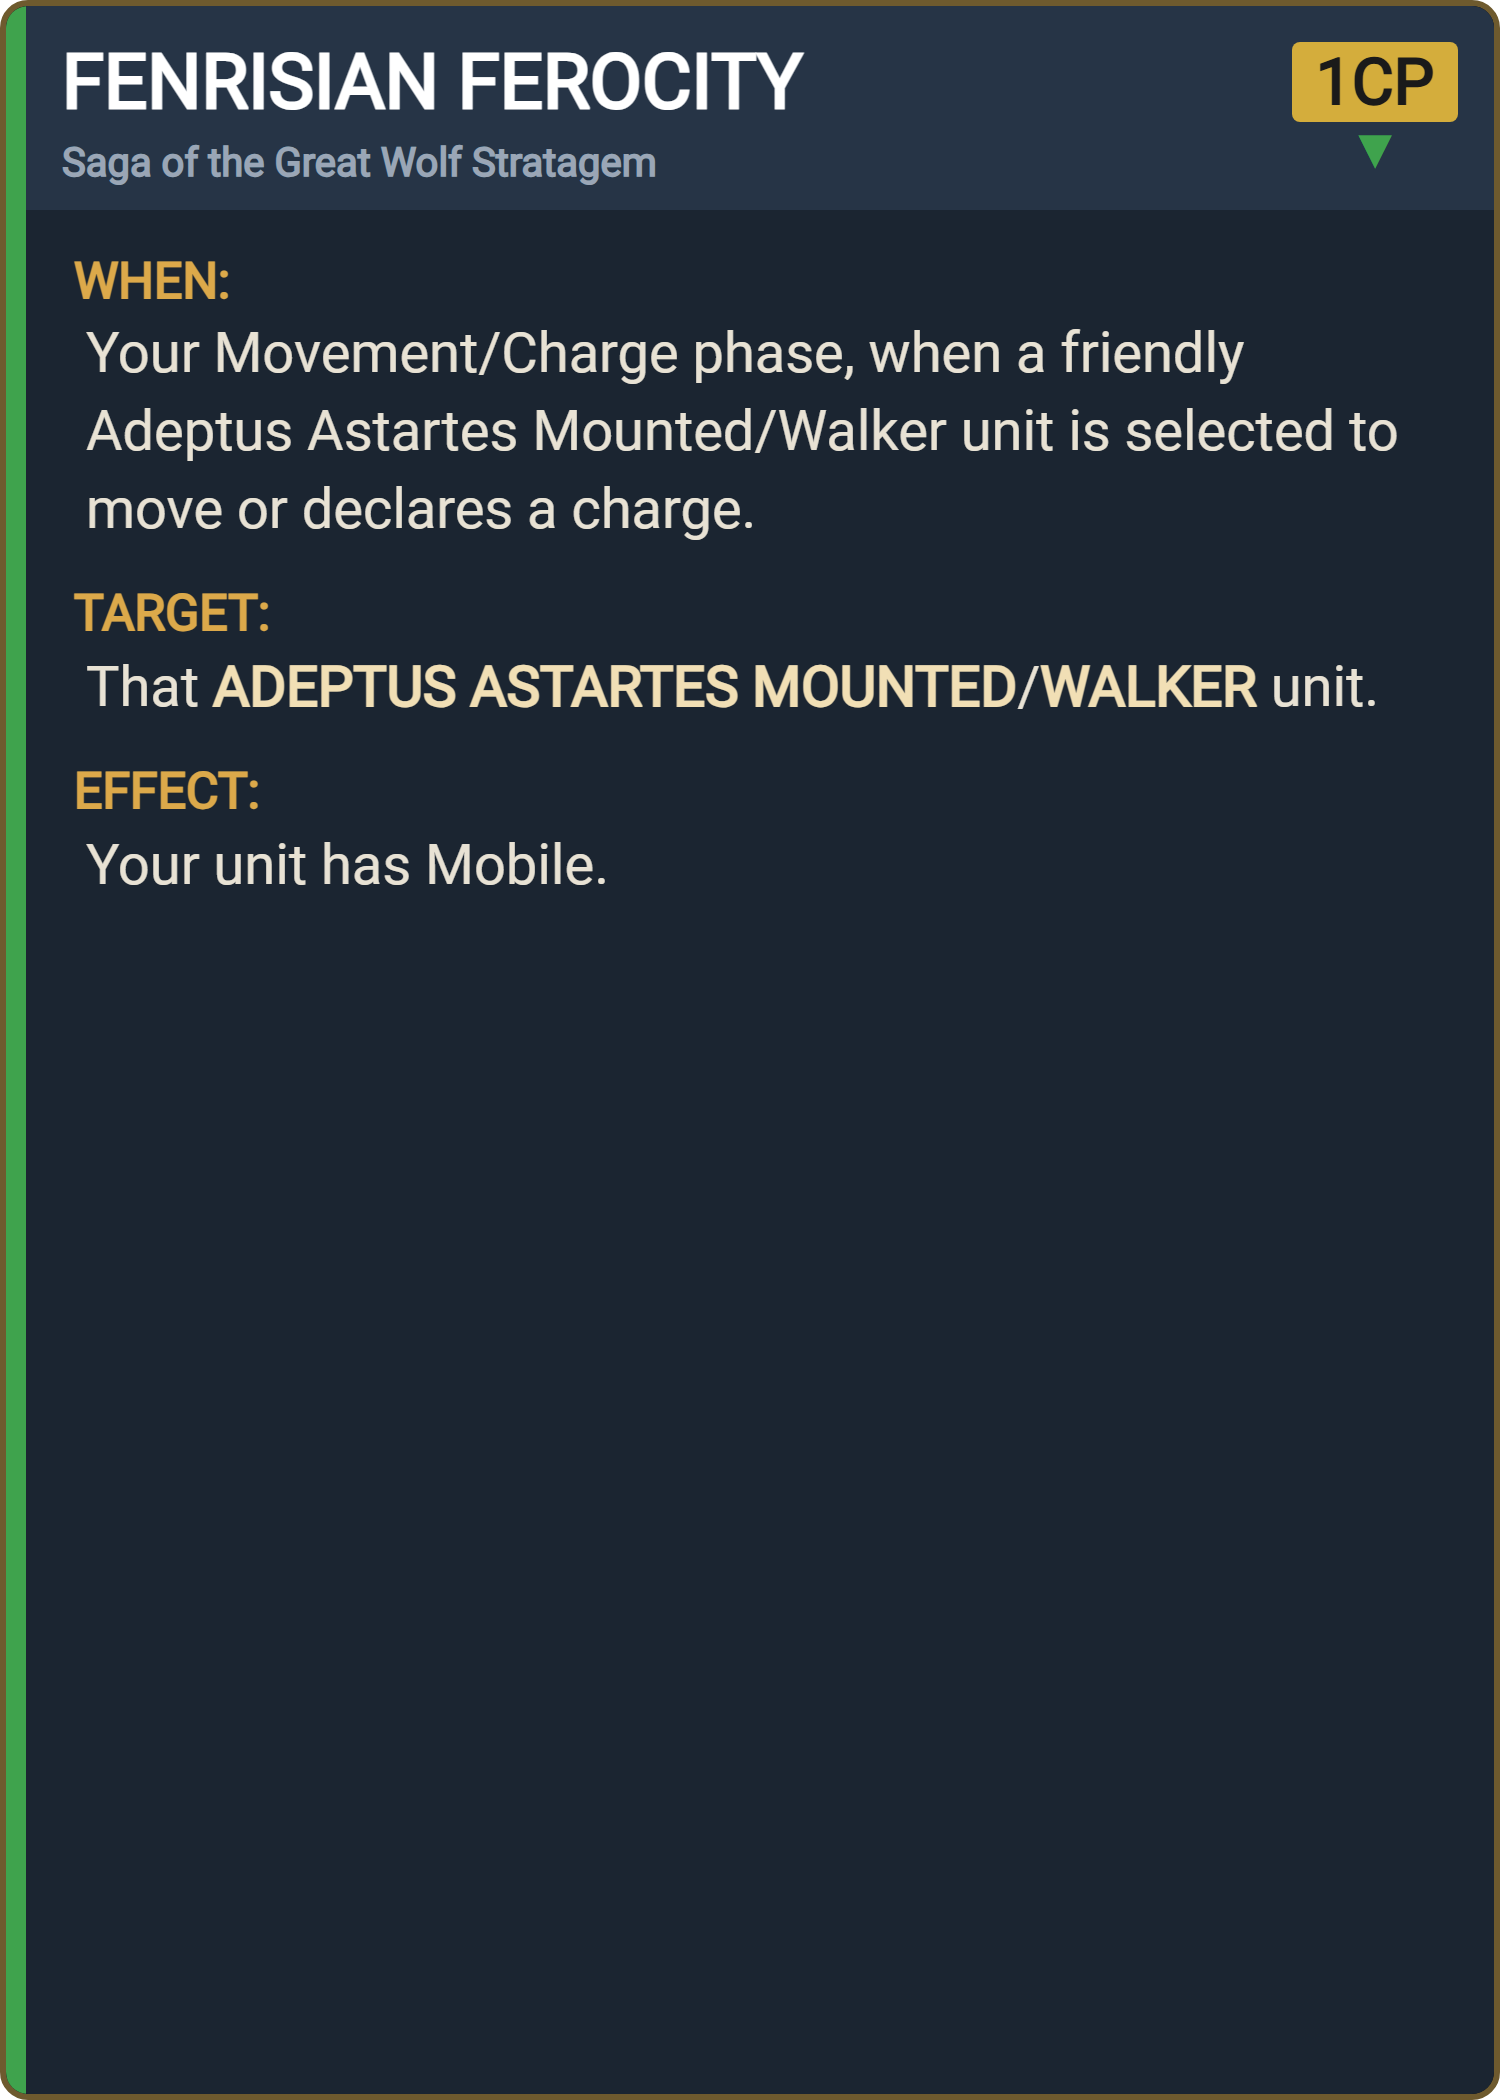 FENRISIAN FEROCITY
1CP
Saga of the Great Wolf Stratagem
WHEN:
Your Movement/Charge phase, when a friendly
Adeptus Astartes Mounted/Walker unit is selected to
move or declares a charge.
TARGET:
That ADEPTUS ASTARTES MOUNTED/WALKER unit.
EFFECT:
Your unit has Mobile.